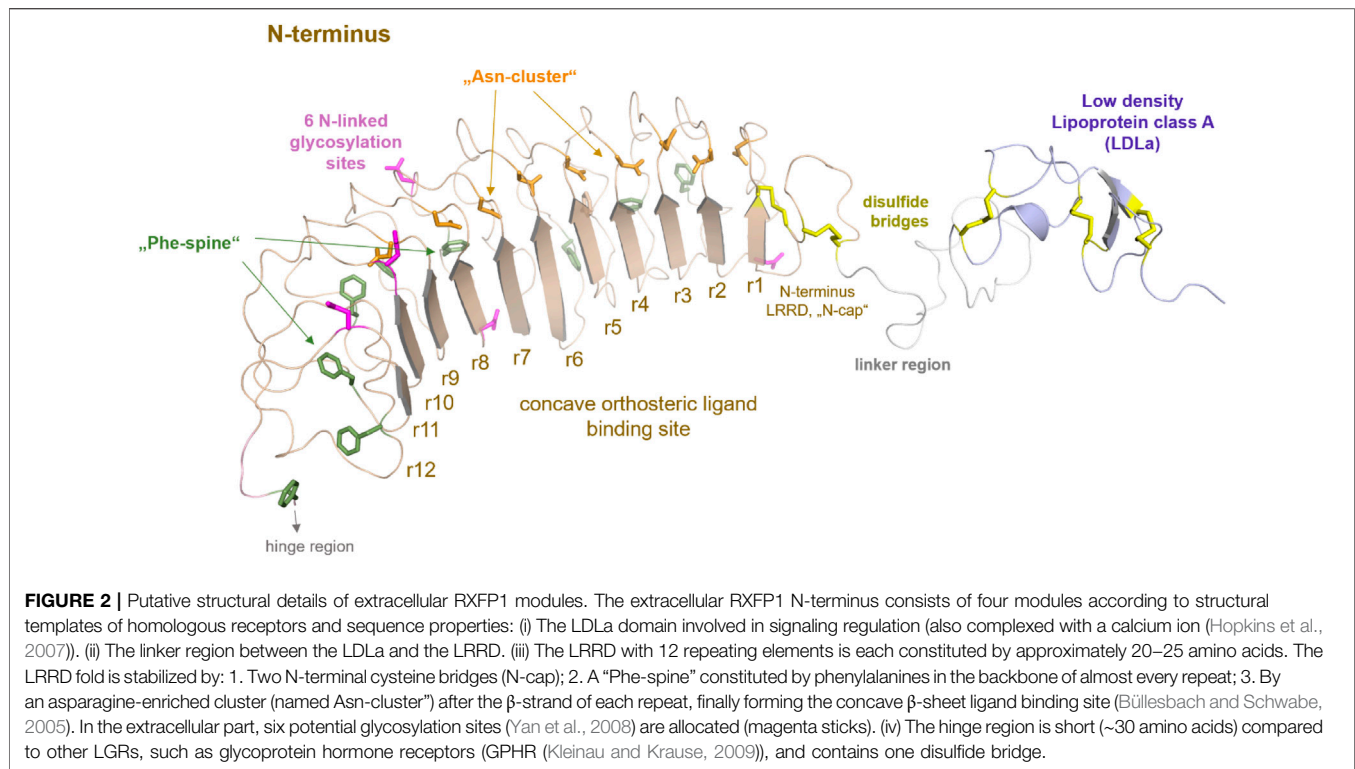 N-terminus
„Asn-cluster“
6 N-linked
glycosylation
sites
Low density
Lipoprotein class A
(LDLa)
disulfide
bridges
„Phe-spine“
r1
r2
r3
r4
r5
r6
r7
r8
r9
r10
r11
r12
N-terminus
LRRD, „N-cap“
linker region
concave orthosteric ligand
binding site
hinge region
FIGURE 2 | Putative structural details of extracellular RXFP1 modules. The extracellular RXFP1 N-terminus consists of four modules according to structural
templates of homologous receptors and sequence properties: (i) The LDLa domain involved in signaling regulation (also complexed with a calcium ion (Hopkins et al.,
2007)). (ii) The linker region between the LDLa and the LRRD. (iii) The LRRD with 12 repeating elements is each constituted by approximately 20–25 amino acids. The
LRRD fold is stabilized by: 1. Two N-terminal cysteine bridges (N-cap); 2. A “Phe-spine” constituted by phenylalanines in the backbone of almost every repeat; 3. By
an asparagine-enriched cluster (named Asn-cluster”) after the β-strand of each repeat, finally forming the concave β-sheet ligand binding site (Büllesbach and Schwabe,
2005). In the extracellular part, six potential glycosylation sites (Yan et al., 2008) are allocated (magenta sticks). (iv) The hinge region is short (~30 amino acids) compared
to other LGRs, such as glycoprotein hormone receptors (GPHR (Kleinau and Krause, 2009)), and contains one disulfide bridge.